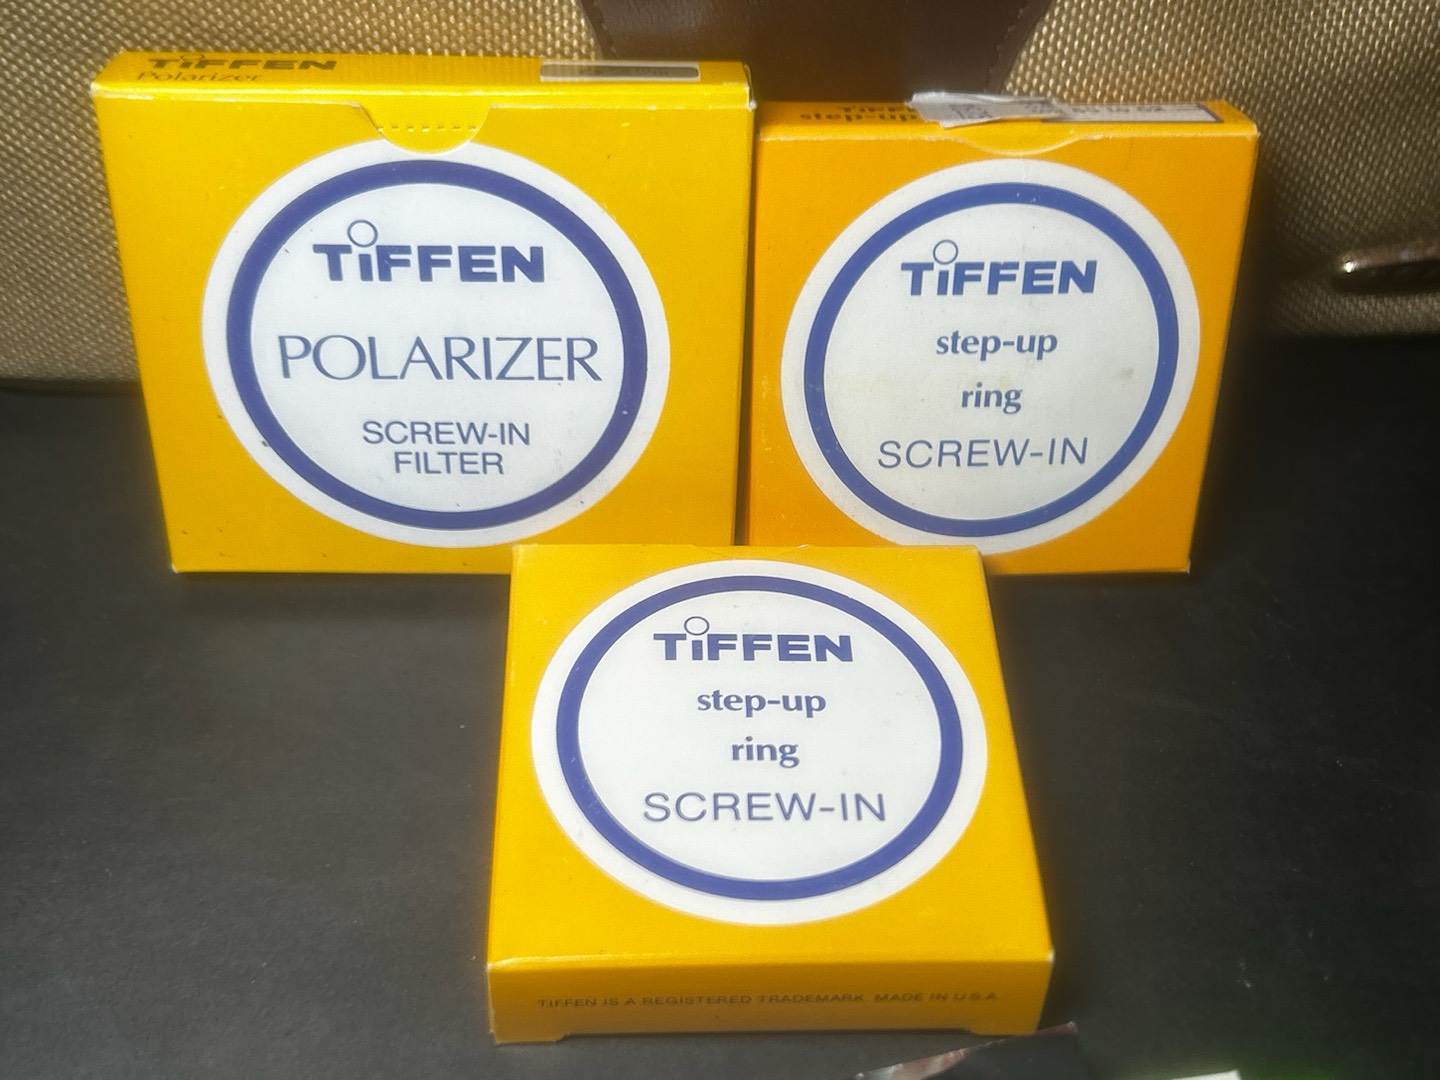 TIFFEN
Polarizer
TIFFEN
POLARIZER
SCREW-IN
FILTER
step-up
TIFFEN
step-up
ring
SCREW-IN
TIFFEN
step-up
ring
SCREW-IN
TIFFEN IS A REGISTERED TRADEMARK MADE IN U.S.A.